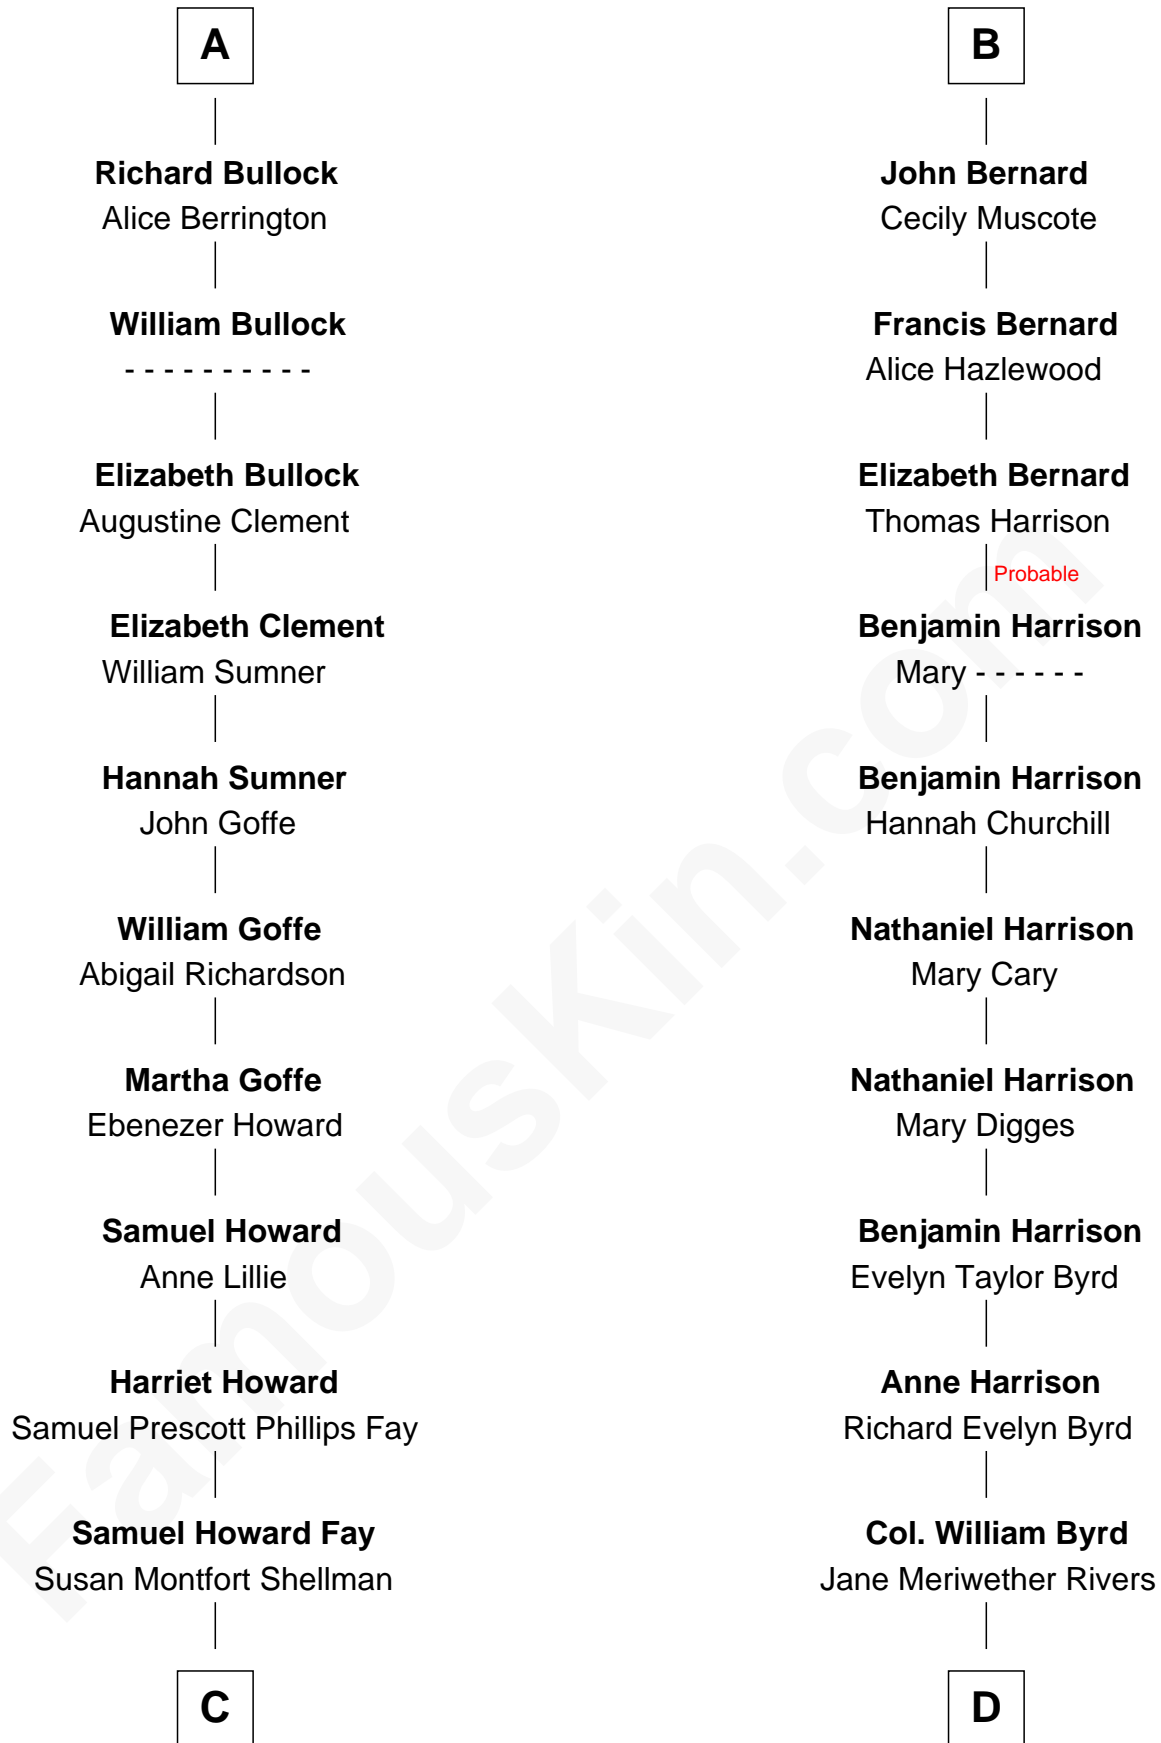 A
Richard Bullock
Alice Berrington
William Bullock
- - - - - - - - - -
Elizabeth Bullock
Augustine Clement
Elizabeth Clement
William Sumner
Hannah Sumner
John Goffe
William Goffe
Abigail Richardson
Martha Goffe
Ebenezer Howard
Samuel Howard
Anne Lillie
Harriet Howard
Samuel Prescott Phillips Fay
Samuel Howard Fay
Susan Montfort Shellman
C
B
John Bernard
Cecily Muscote
Francis Bernard
Alice Hazlewood
Elizabeth Bernard
Thomas Harrison
Probable
Benjamin Harrison
Mary - - - - - -
Benjamin Harrison
Hannah Churchill
Nathaniel Harrison
Mary Cary
Nathaniel Harrison
Mary Digges
Benjamin Harrison
Evelyn Taylor Byrd
Anne Harrison
Richard Evelyn Byrd
Col. William Byrd
Jane Meriwether Rivers
D
FamousKin.com